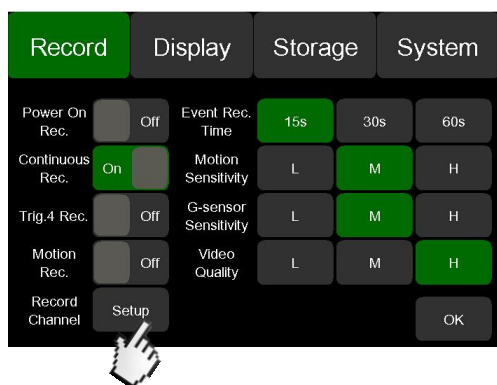 Record Display Storage System
Power On
Rec.
Off
Event Rec.
Time
15s 30s 60s
Continuous
Rec.
On
Motion
Sensitivity
L M H
Trig.4 Rec.
Off
G-sensor
Sensitivity
L M H
Motion
Rec.
Off
Video
Quality
L M H
Record
Channel
Setup
OK